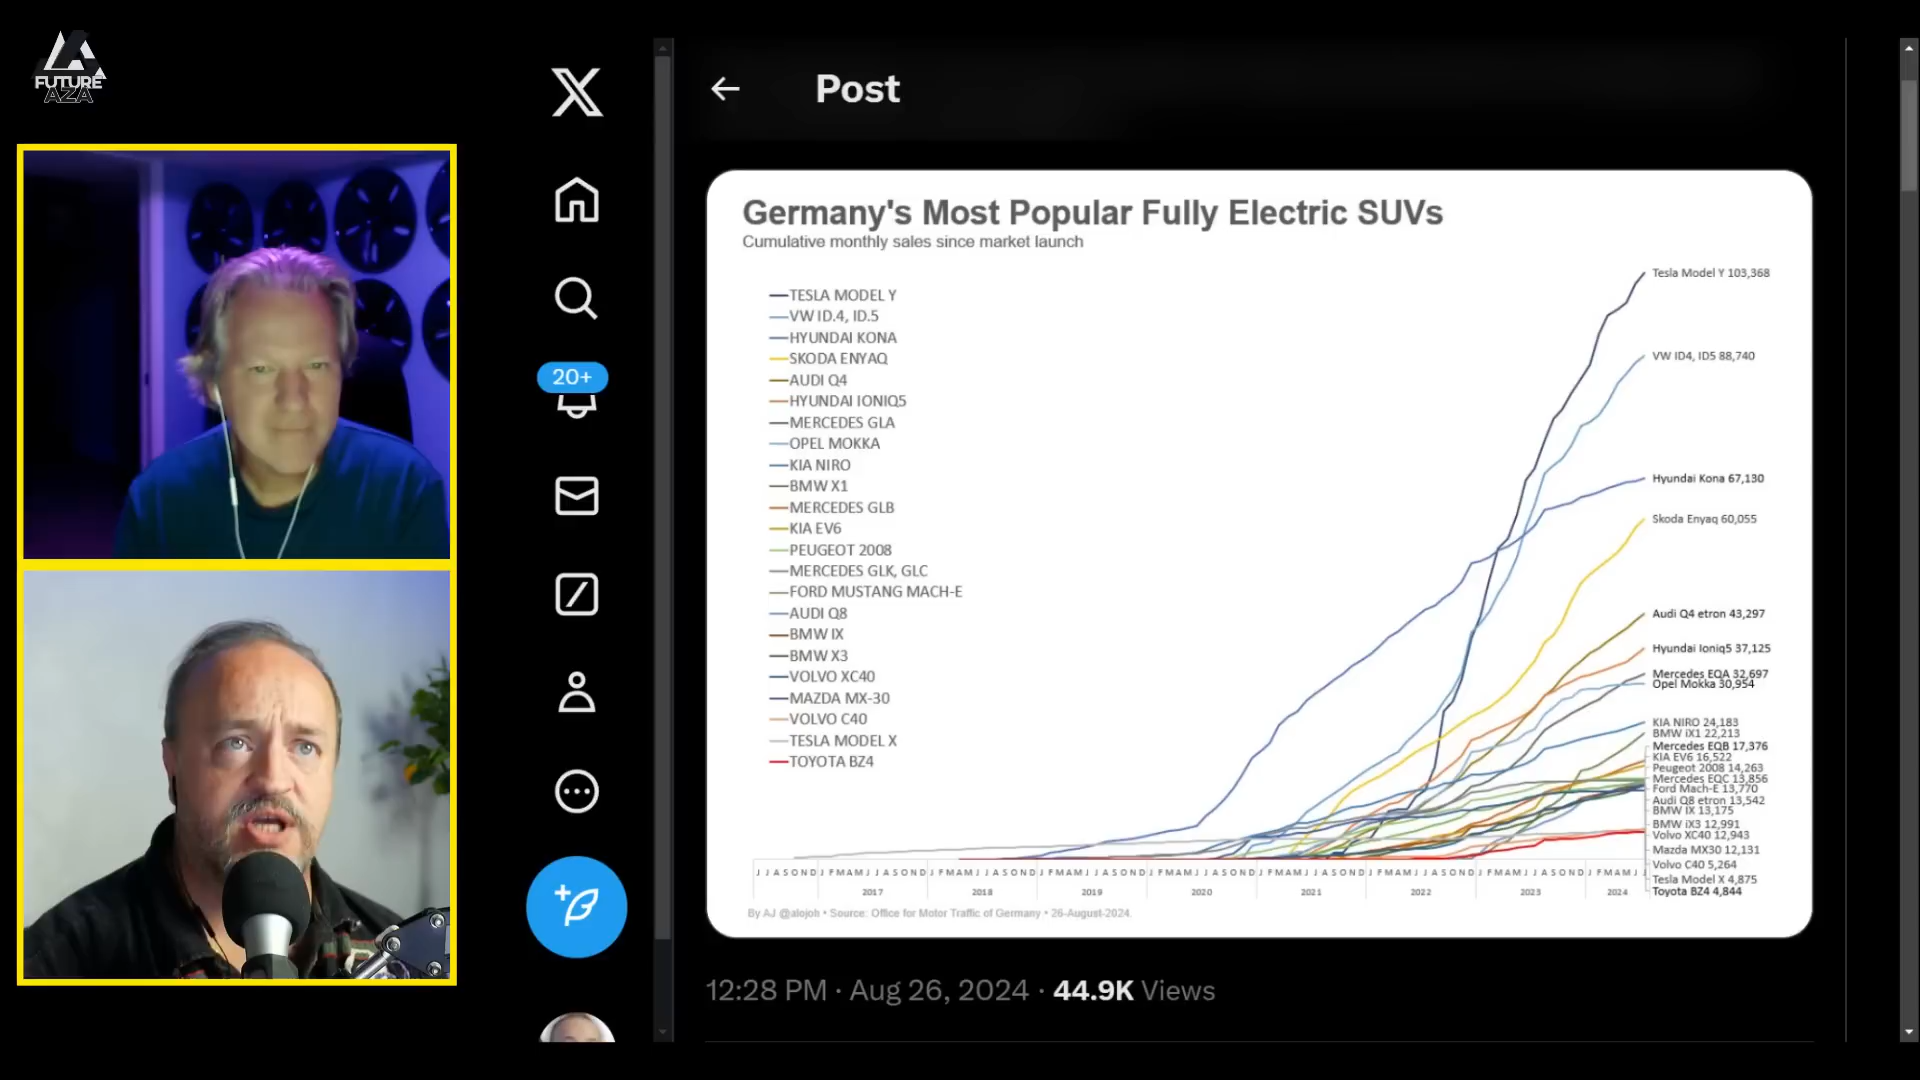 FUTURE
AZA
20+
Post
Germany's Most Popular Fully Electric SUVs
Cumulative monthly sales since market launch
TESLA MODEL Y
VW ID.4, ID.5
HYUNDAI KONA
SKODA ENYAQ
AUDI Q4
HYUNDAI IONIQ5
MERCEDES GLA
OPEL MOKKA
KIA NIRO
BMW X1
MERCEDES GLB
KIA EV6
PEUGEOT 2008
MERCEDES GLK, GLC
FORD MUSTANG MACH-E
AUDI Q8
BMW IX
BMW X3
VOLVO XC40
MAZDA MX-30
VOLVO C40
TESLA MODEL X
TOYOTA BZ4
Tesla Model Y 103,368
VW ID4, ID5 88,740
Hyundai Kona 67,130
Skoda Enyaq 60,055
Audi Q4 etron 43,297
Hyundai Ioniq5 37,125
Mercedes EQA 32,697
Opel Mokka 30,954
KIA NIRO 24,183
BMW iX1 22,213
Mercedes EQB 17,376
KIA EV6 16,522
Peugeot 2008 14,263
Mercedes EQC 13,856
Ford Mach-E 13,770
Audi Q8 etron 13,542
BMW IX 13,175
BMW iX3 12,991
Volvo XC40 12,943
Mazda MX30 12,131
Volvo C40 5,264
Tesla Model X 4,875
Toyota BZ4 4,844
J J A S O N D J F M A M J J A S O N D J F M A M J J A S O N D J F M A M J J A S O N D J F M A M J J A S O N D J F M A M J J A S O N D J F M A M J J A S O N D J F M A M J J A S O N D J F M A M J J
2017 2018 2019 2020 2021 2022 2023 2024
By AJ @alojoh • Source: Office for Motor Traffic of Germany • 26-August-2024.
12:28 PM · Aug 26, 2024 · 44.9K Views